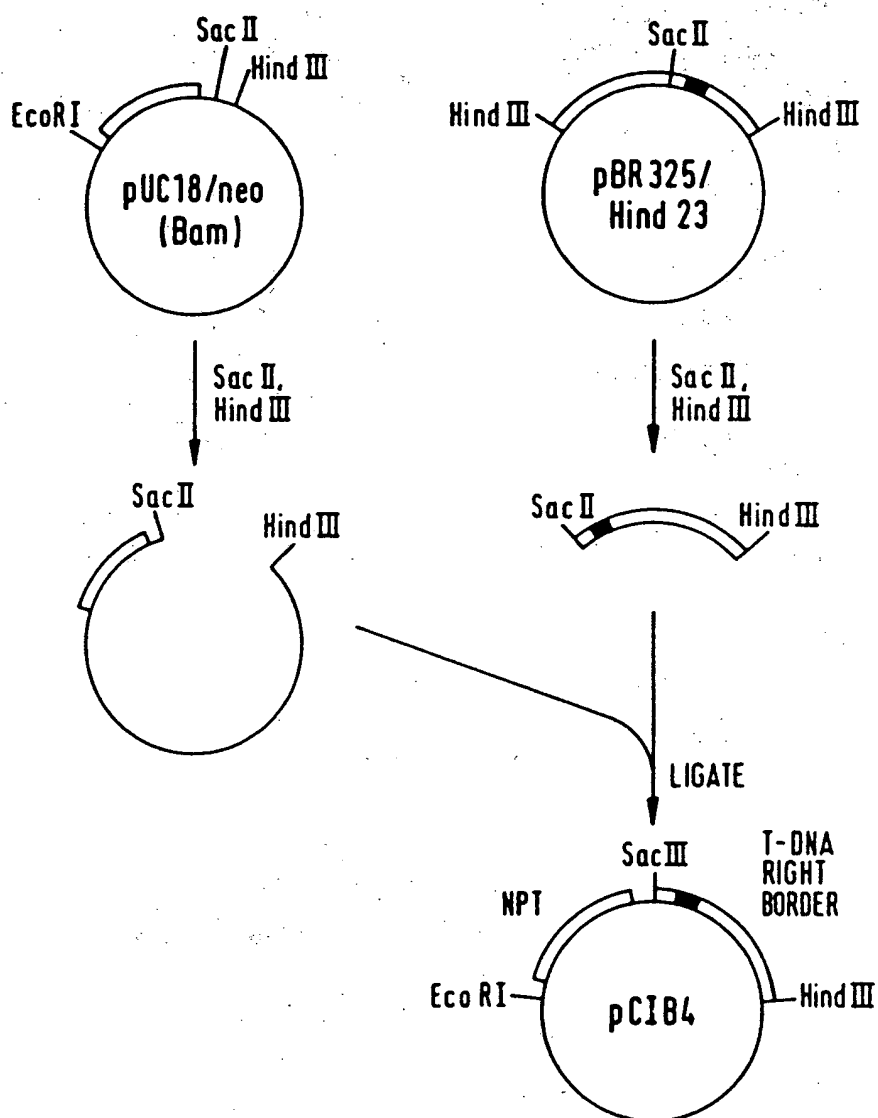 Sac II
Hind III
EcoRI
pUC18/neo
(Bam)
Sac II
Hind III
Hind III
pBR325/
Hind 23
Sac II,
Hind III
Sac II,
Hind III
Sac II
Hind III
Sac II
Hind III
LIGATE
Sac III
T-DNA
RIGHT
BORDER
NPT
Eco RI
Hind III
pCIB4